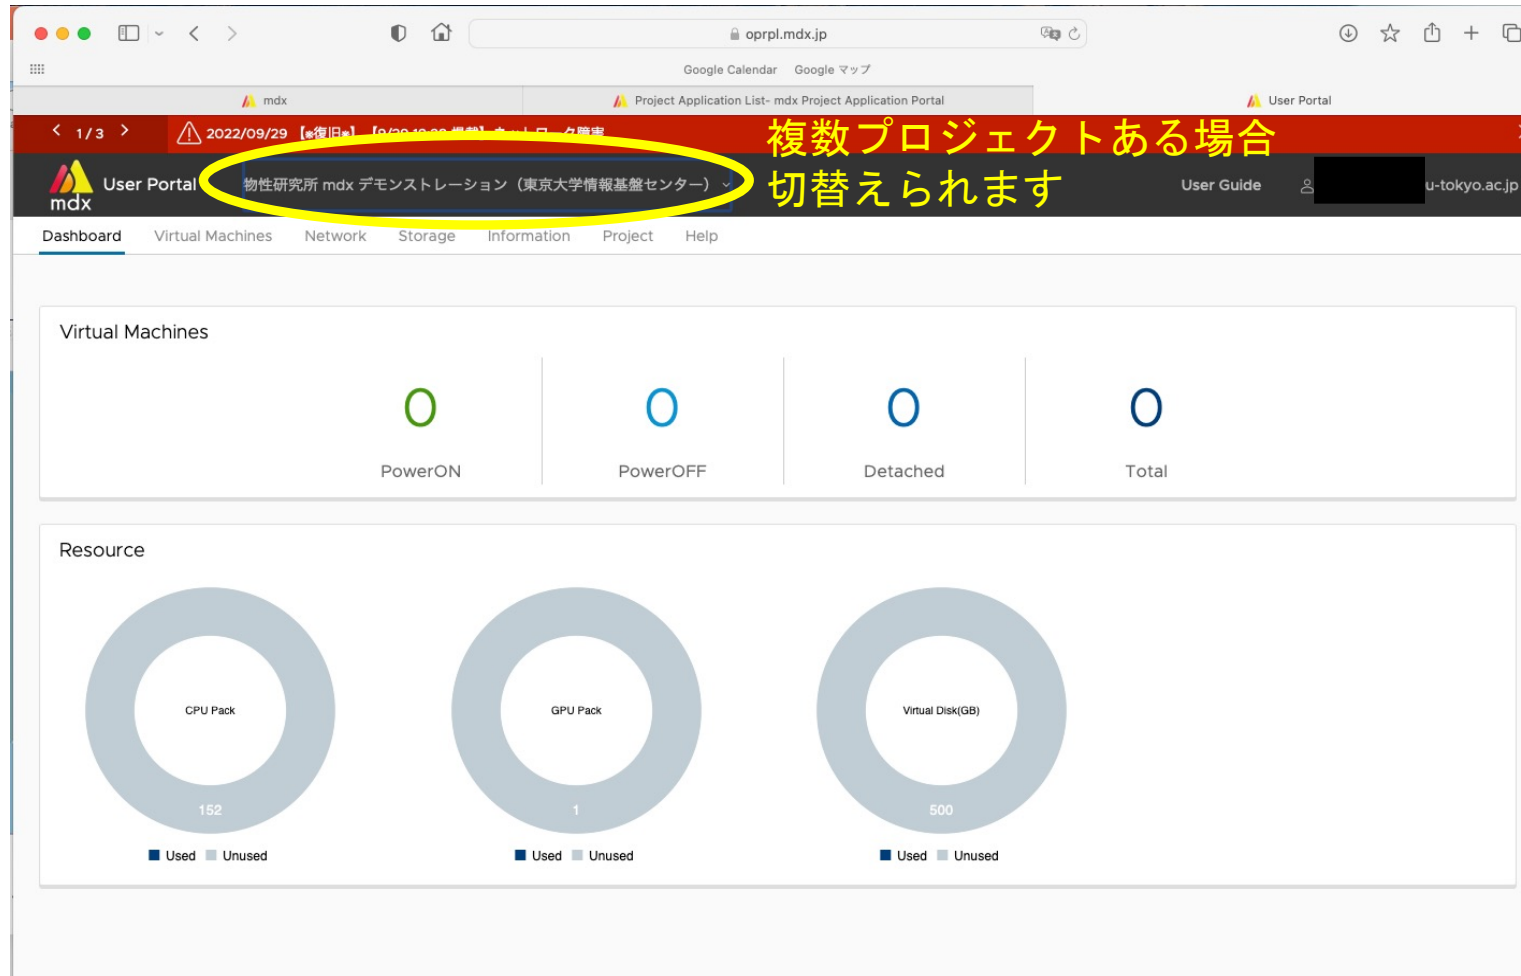 oprpl.mdx.jp
Google Calendar Google マップ
mdx
Project Application List- mdx Project Application Portal
User Portal
1 / 3
2022/09/29 【*復旧*】
複数プロジェクトある場合
切替えられます
mdx
User Portal
物性研究所 mdx デモンストレーション（東京大学情報基盤センター）
User Guide
u-tokyo.ac.jp
Dashboard Virtual Machines Network Storage Information Project Help
Virtual Machines
0 0 0 0
PowerON PowerOFF Detached Total
Resource
CPU Pack GPU Pack Virtual Disk(GB)
152 1 500
Used Unused Used Unused Used Unused